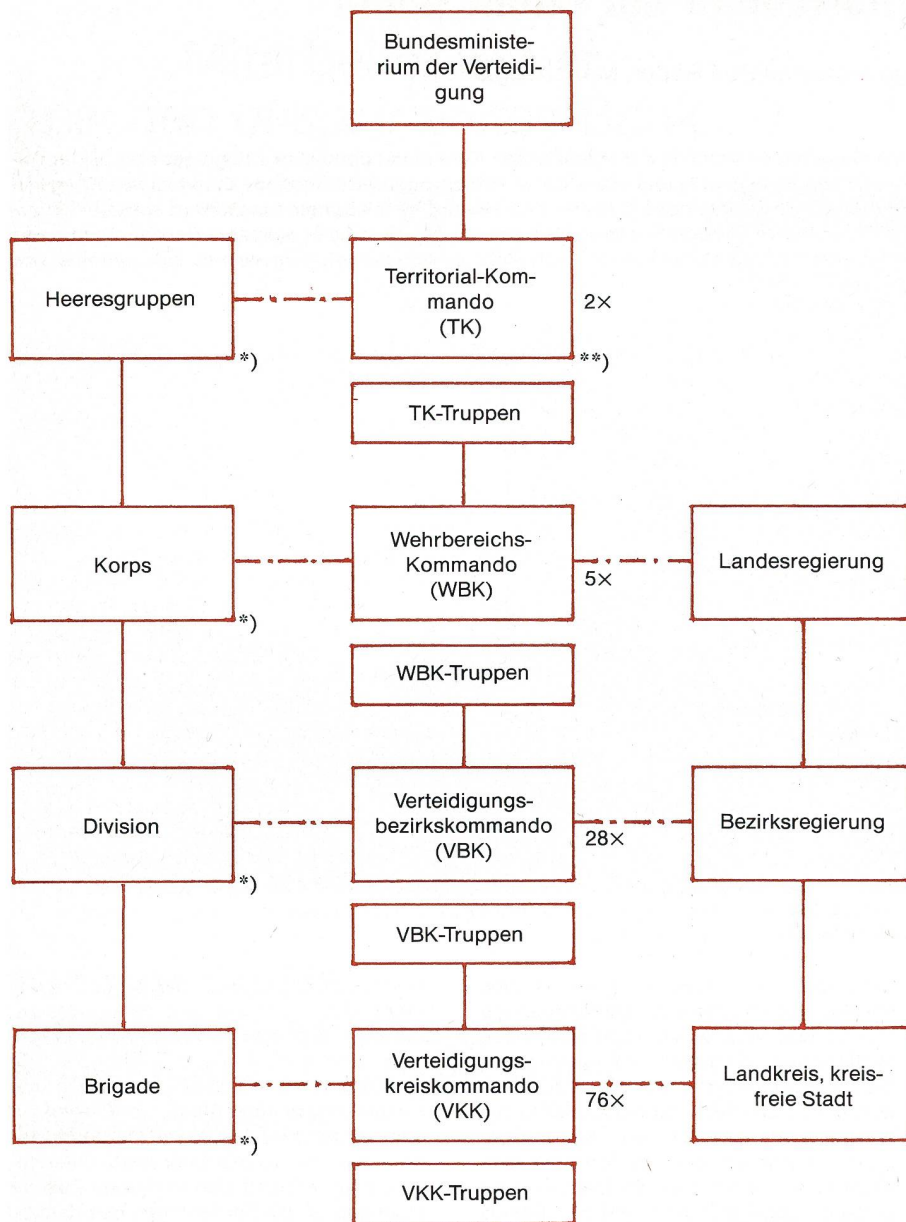 Bundesministe-
rium der Verteidi-
gung
Heeresgruppen
*)
Territorial-Kom-
mando
(TK)
2×
**)
TK-Truppen
Korps
*)
Wehrbereichs-
Kommando
(WBK)
5×
Landesregierung
WBK-Truppen
Division
*)
Verteidigungs-
bezirkskommando
(VBK)
28×
Bezirksregierung
VBK-Truppen
Brigade
*)
Verteidigungs-
kreiskommando
(VKK)
76×
Landkreis, kreis-
freie Stadt
VKK-Truppen